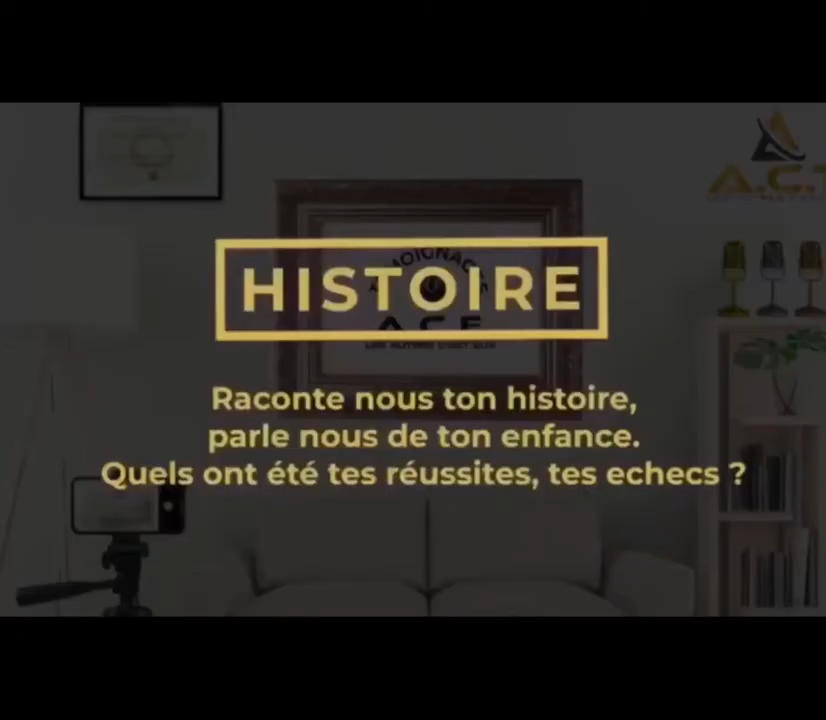 A.C.
HISTOIRE
Raconte nous ton histoire,
parle nous de ton enfance.
Quels ont été tes réussites, tes echecs ?